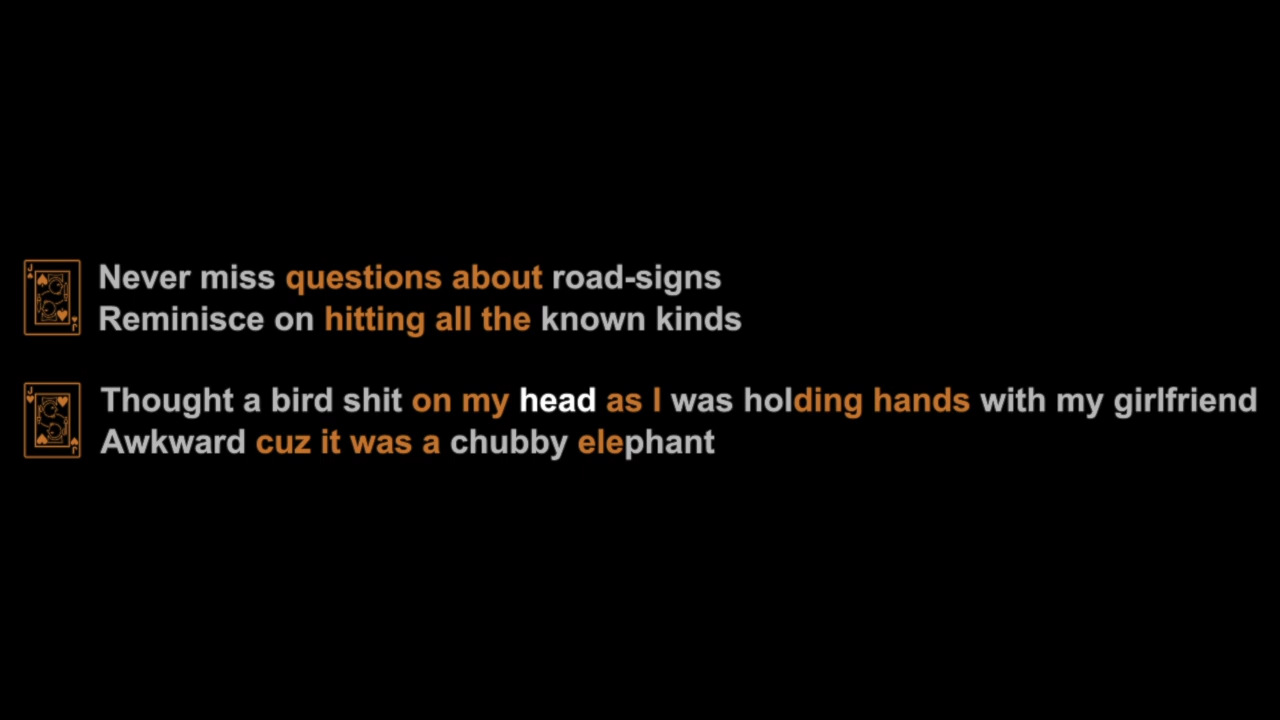 Never miss questions about road-signs
Reminisce on hitting all the known kinds
Thought a bird shit on my head as I was holding hands with my girlfriend
Awkward cuz it was a chubby elephant